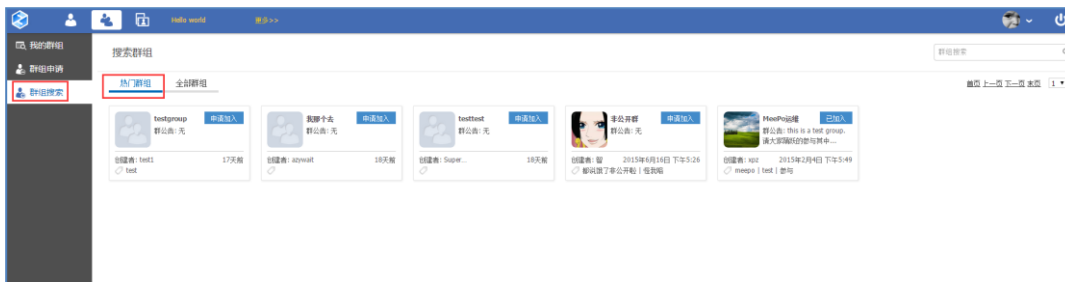 Hello world 更多>>
我的群组
群组申请
群组搜索
搜索群组
群组搜索
热门群组 全部群组
首页 上一页 下一页 末页 1
testgroup 申请加入
群公告: 无
创建者: test1 17天前
test
我那个去 申请加入
群公告: 无
创建者: azywait 18天前
testtest 申请加入
群公告: 无
创建者: Super... 18天前
非公开群 申请加入
群公告: 无
创建者: 智 2015年6月16日 下午5:26
都说了非公开啦 | 怪我咯
MeePo运维 已加入
群公告: this is a test group.
请大家踊跃的参与其中...
创建者: xpz 2015年2月4日 下午5:49
meepo | test | 参与